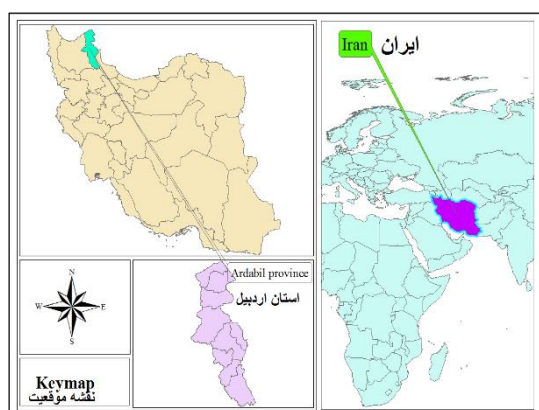 Iran
ایران
Ardabil province
استان اردبیل
N
W E
S
Keymap
نقشه موقعیت